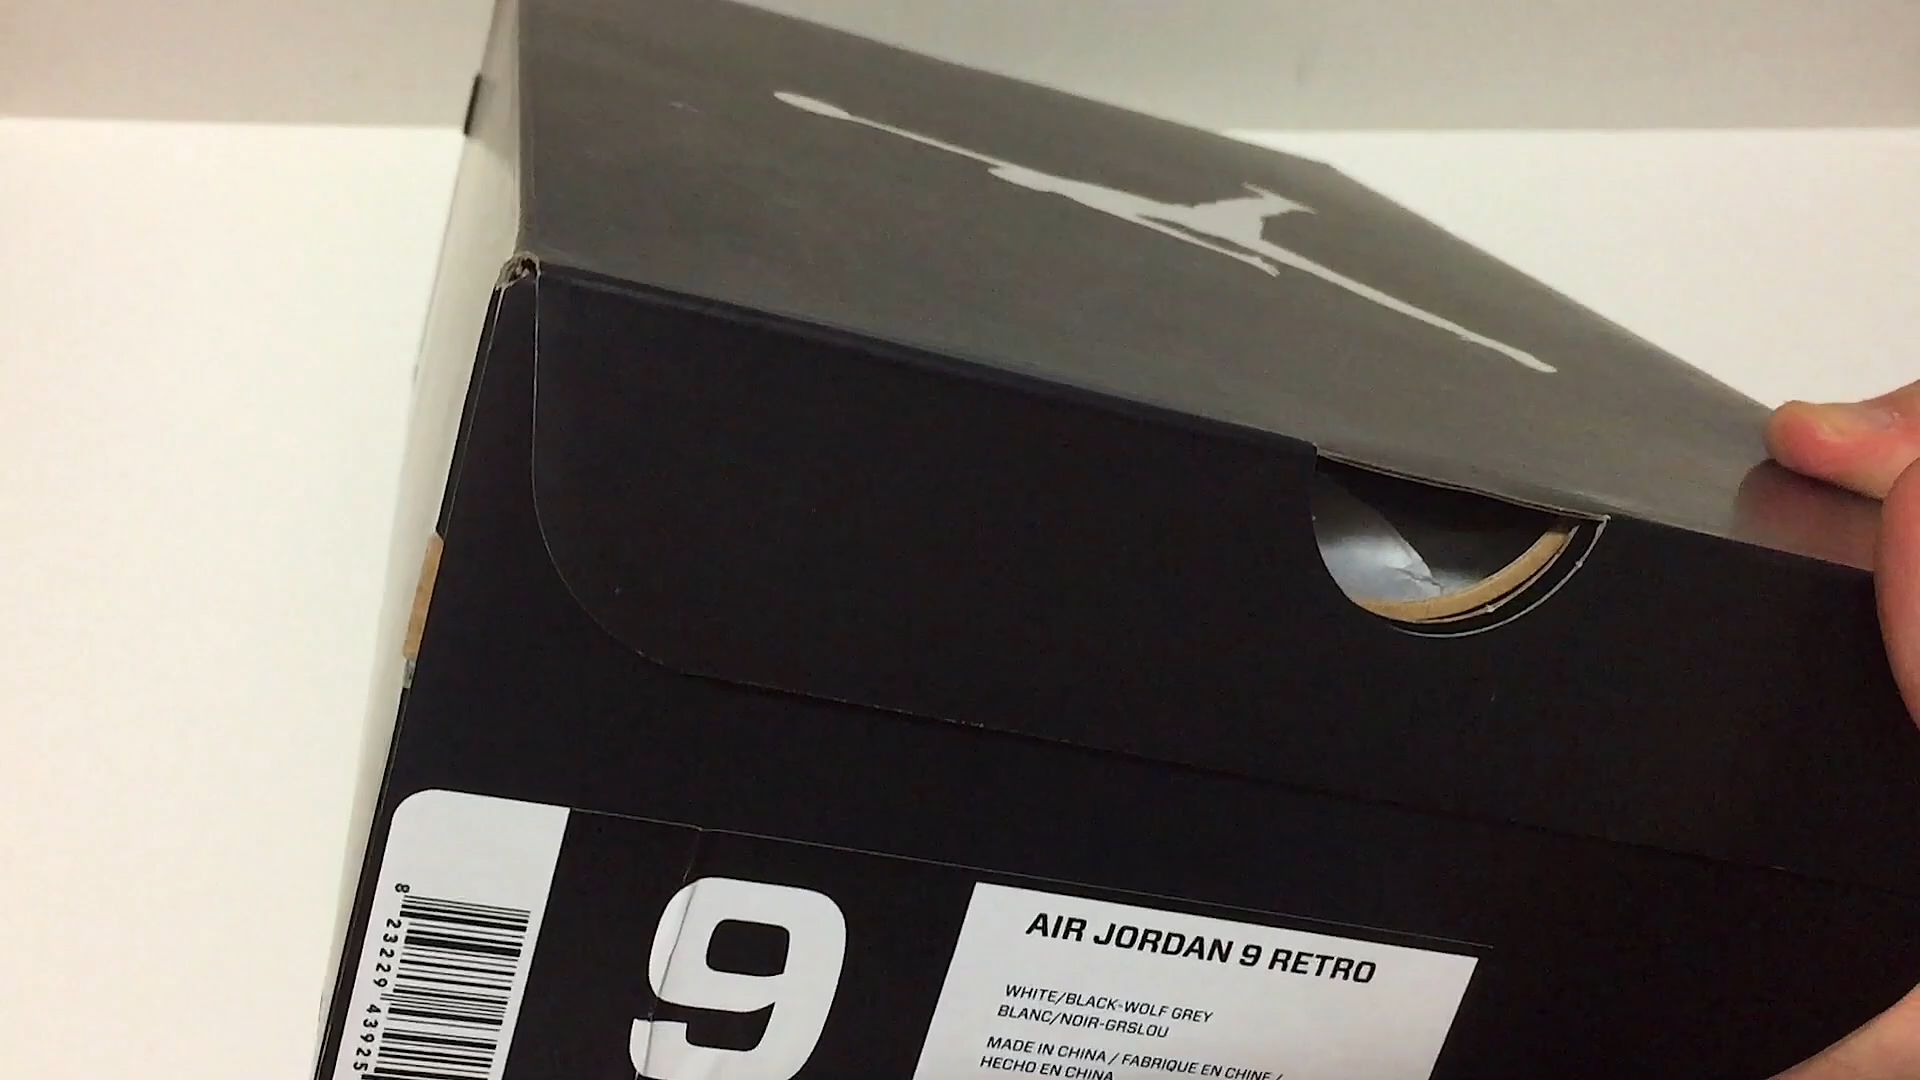 8 23229 43925
9
AIR JORDAN 9 RETRO
WHITE/BLACK-WOLF GREY
BLANC/NOIR-GRSLOU
MADE IN CHINA / FABRIQUE EN CHINE /
HECHO EN CHINA